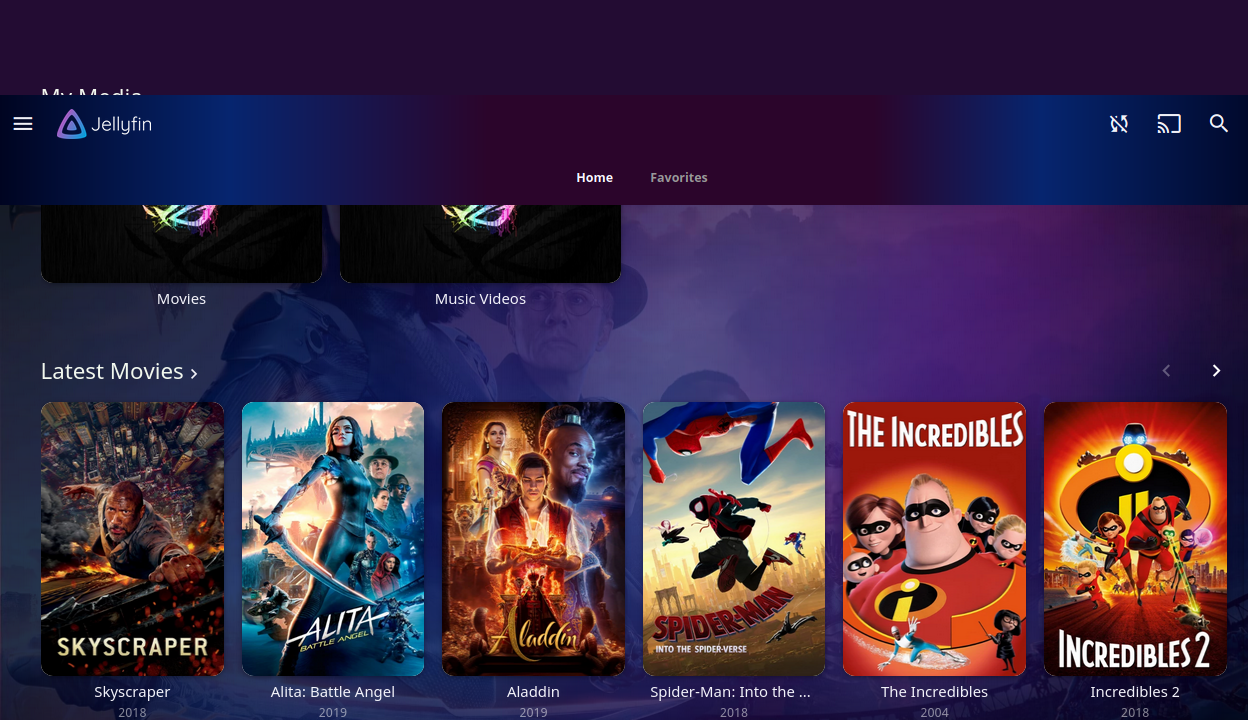 My Media
Jellyfin
Home Favorites
Movies Music Videos
Latest Movies
SKYSCRAPER
ALITA
BATTLE ANGEL
Aladdin
SPIDER-MAN
INTO THE SPIDER-VERSE
THE INCREDIBLES
INCREDIBLES 2
Skyscraper Alita: Battle Angel Aladdin Spider-Man: Into the ... The Incredibles Incredibles 2
2018 2019 2019 2018 2004 2018